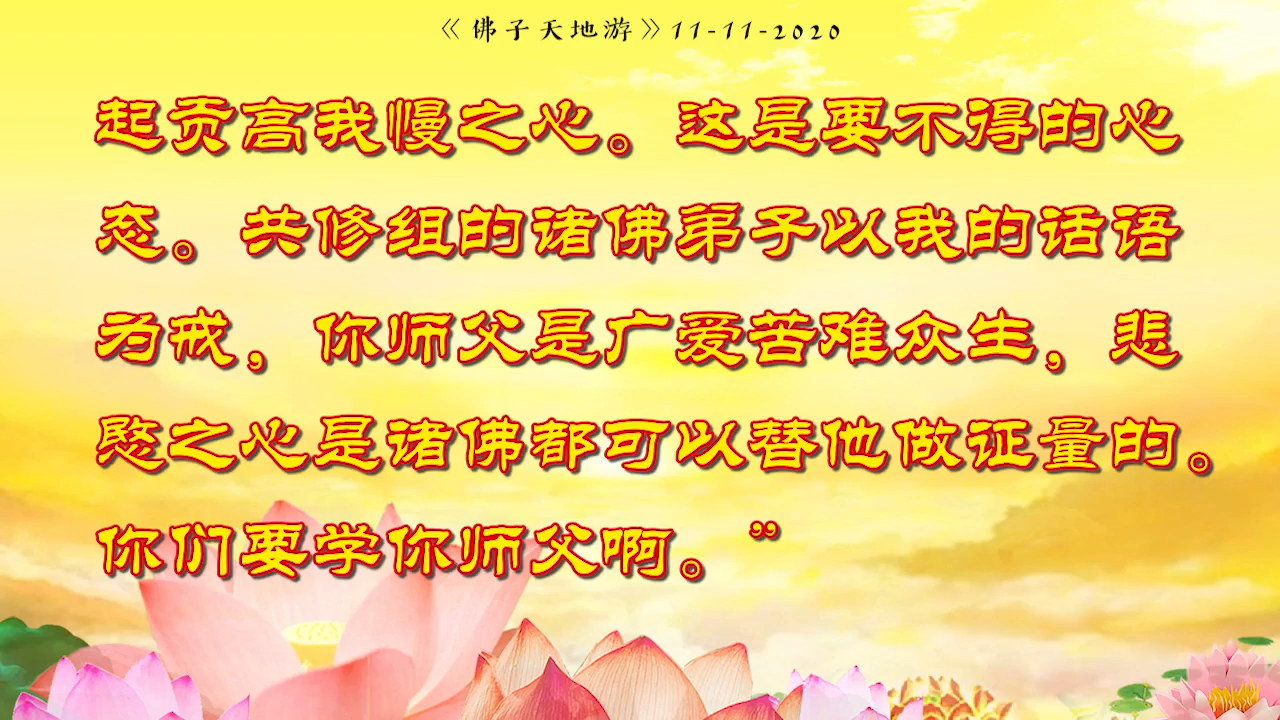 《佛子天地游》11-11-2020
起贡高我慢之心。这是要不得的心
态。共修组的诸佛弟子以我的话语
为戒，你师父是广爱苦难众生，悲
愍之心是诸佛都可以替他做证量的。
你们要学你师父啊。”